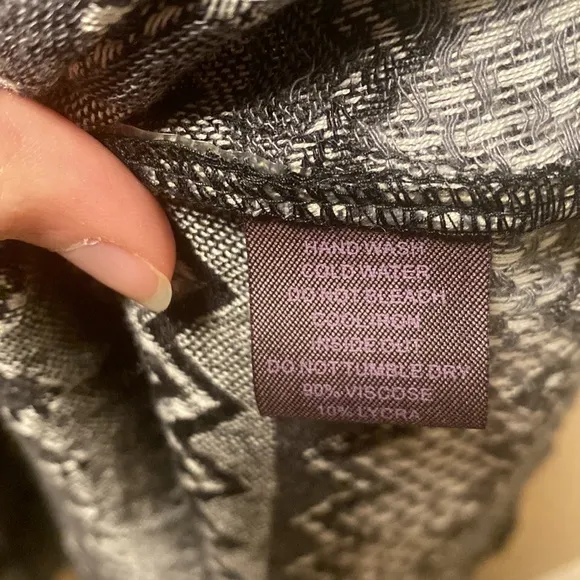 HAND WASH
COLD WATER
DO NOT BLEACH
COOL IRON
INSIDE OUT
DO NOT TUMBLE DRY
90% VISCOSE
10% LYCRA